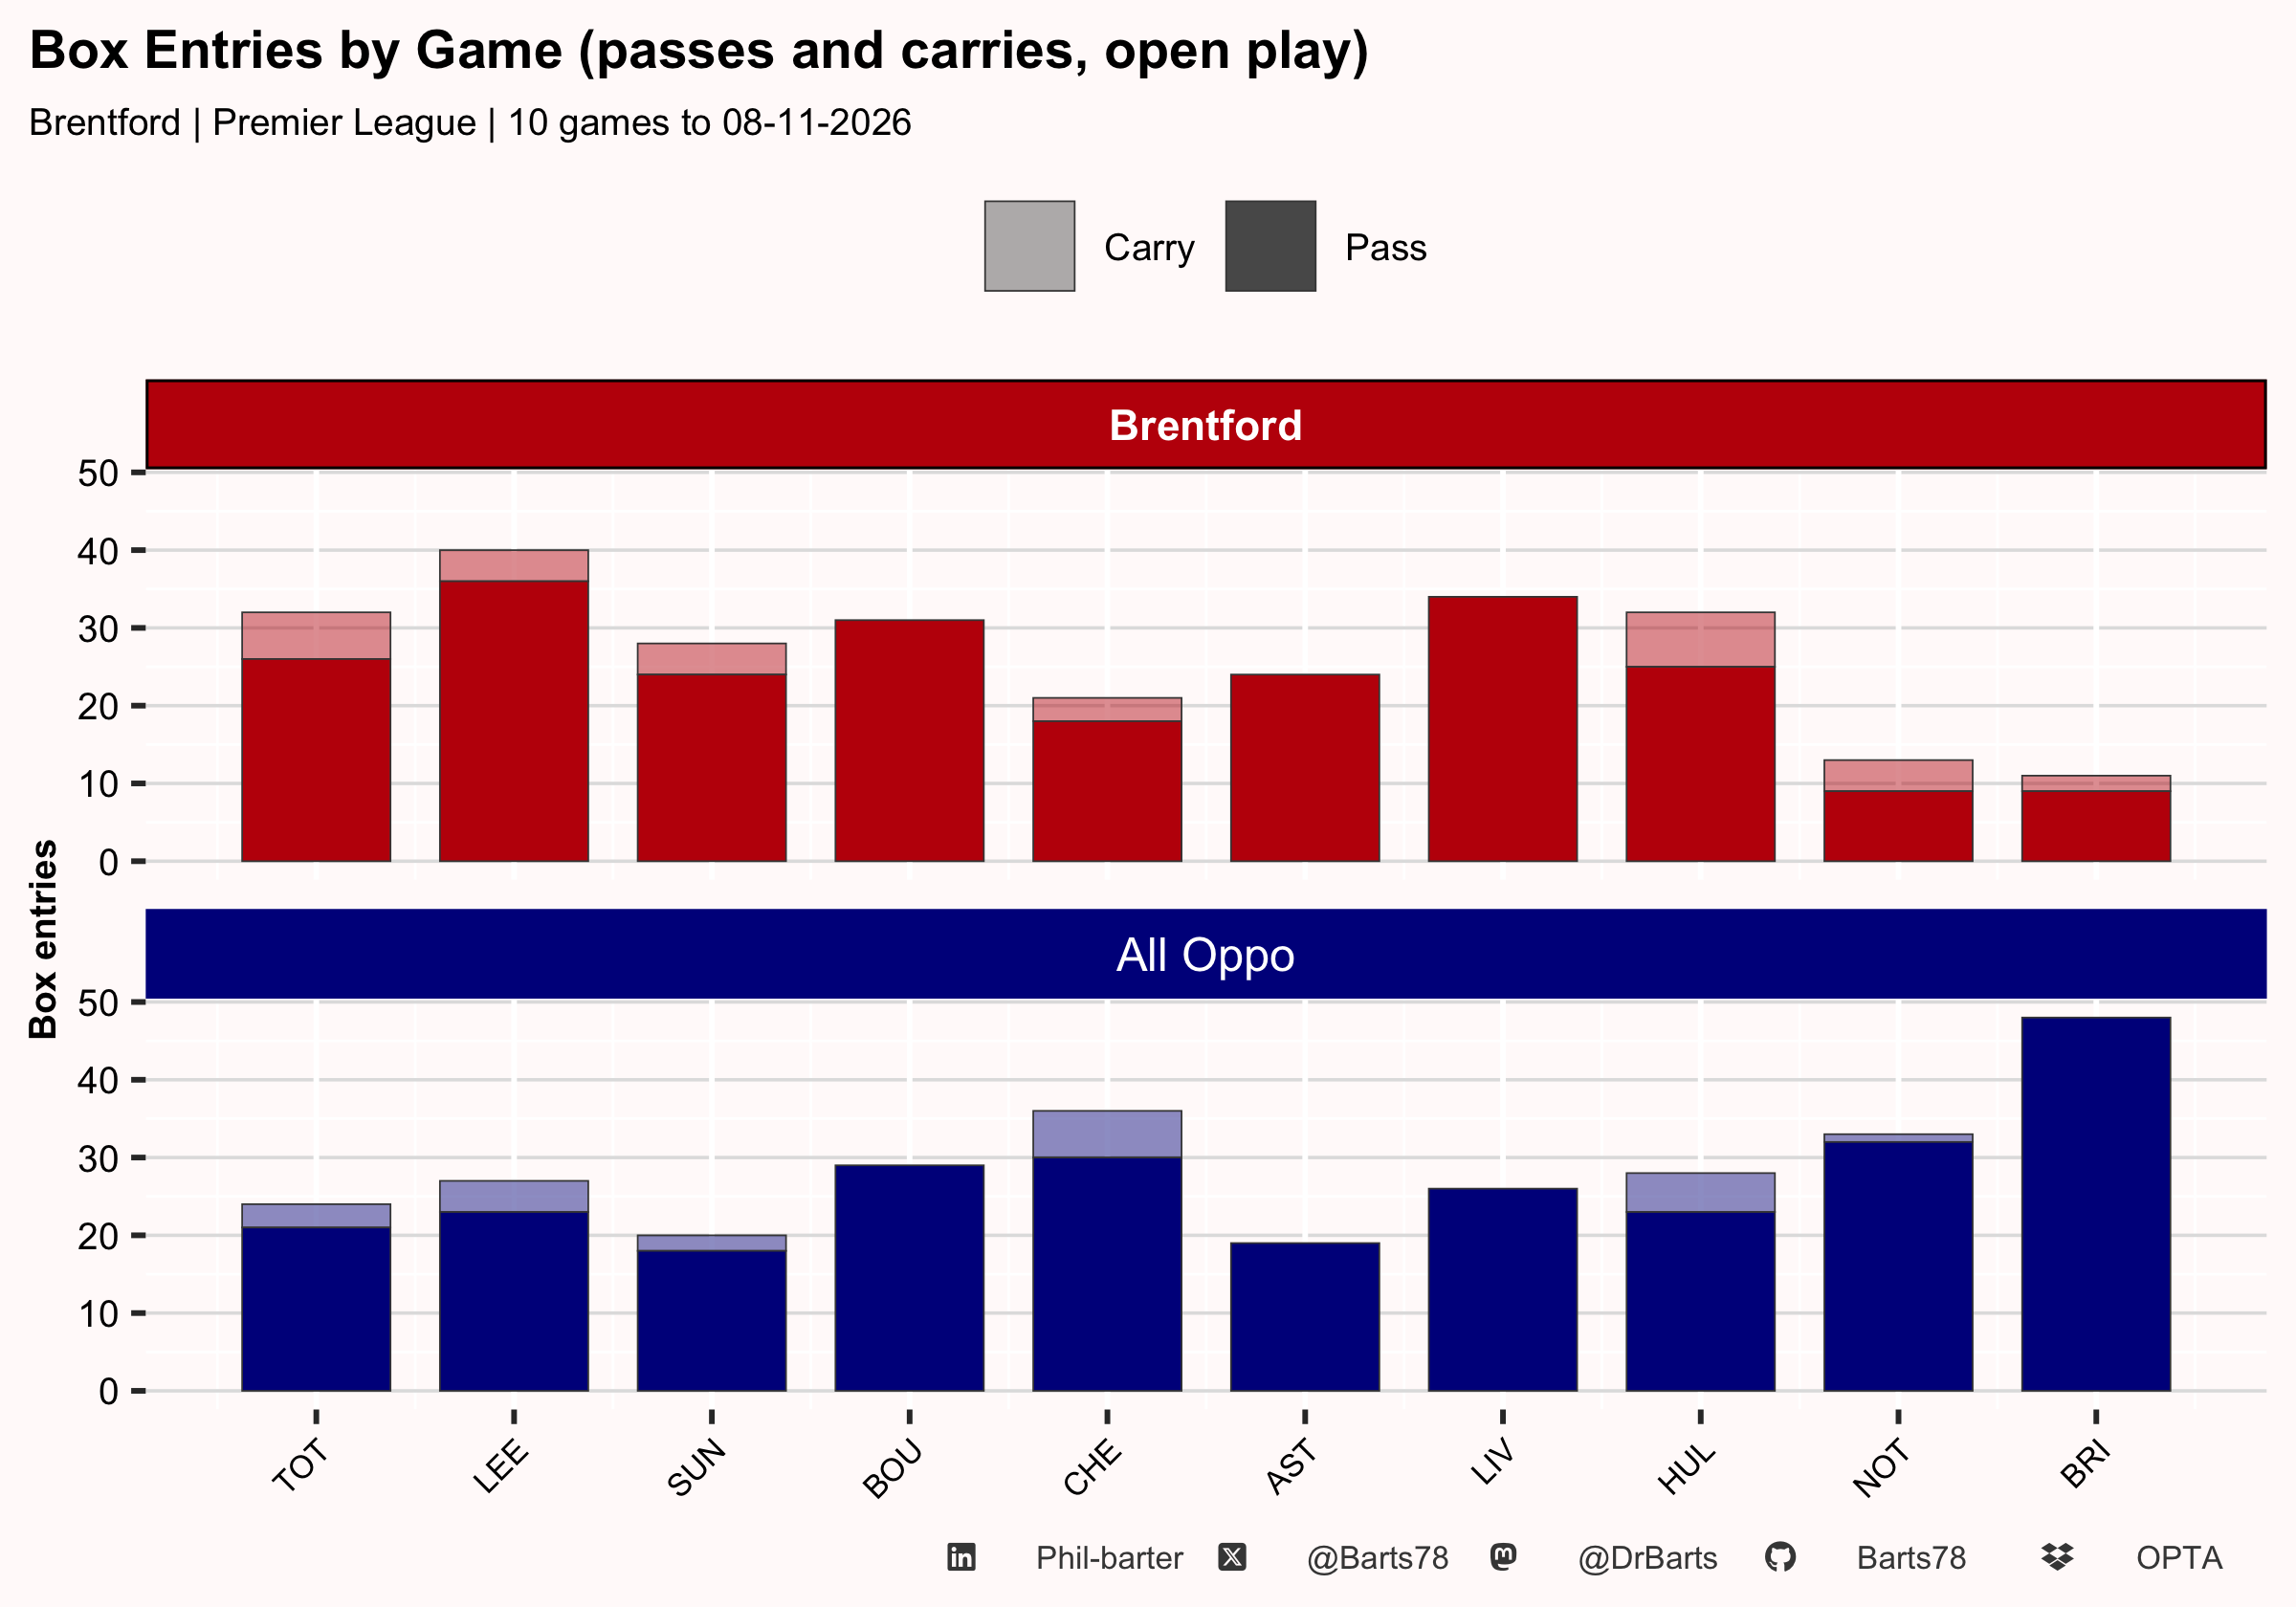 Box Entries by Game (passes and carries, open play)
Brentford | Premier League | 10 games to 08-11-2026
Carry Pass
Brentford
50
40
30
20
10
0
Box entries
All Oppo
50
40
30
20
10
0
TOT LEE SUN BOU CHE AST LIV HUL NOT BRI
Phil-barter @Barts78 @DrBarts Barts78 OPTA